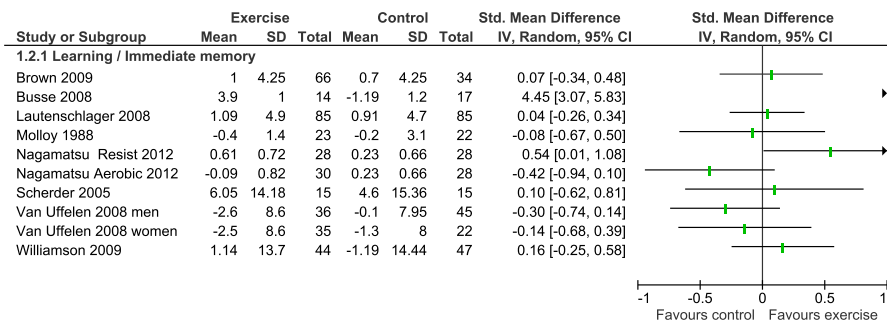 Exercise Control Std. Mean Difference Std. Mean Difference
Study or Subgroup Mean SD Total Mean SD Total IV, Random, 95% CI IV, Random, 95% CI
1.2.1 Learning / Immediate memory
Brown 2009 1 4.25 66 0.7 4.25 34 0.07 [-0.34, 0.48]
Busse 2008 3.9 1 14 -1.19 1.2 17 4.45 [3.07, 5.83]
Lautenschlager 2008 1.09 4.9 85 0.91 4.7 85 0.04 [-0.26, 0.34]
Molloy 1988 -0.4 1.4 23 -0.2 3.1 22 -0.08 [-0.67, 0.50]
Nagamatsu Resist 2012 0.61 0.72 28 0.23 0.66 28 0.54 [0.01, 1.08]
Nagamatsu Aerobic 2012 -0.09 0.82 30 0.23 0.66 28 -0.42 [-0.94, 0.10]
Scherder 2005 6.05 14.18 15 4.6 15.36 15 0.10 [-0.62, 0.81]
Van Uffelen 2008 men -2.6 8.6 36 -0.1 7.95 45 -0.30 [-0.74, 0.14]
Van Uffelen 2008 women -2.5 8.6 35 -1.3 8 22 -0.14 [-0.68, 0.39]
Williamson 2009 1.14 13.7 44 -1.19 14.44 47 0.16 [-0.25, 0.58]
-1 -0.5 0 0.5 1
Favours control Favours exercise